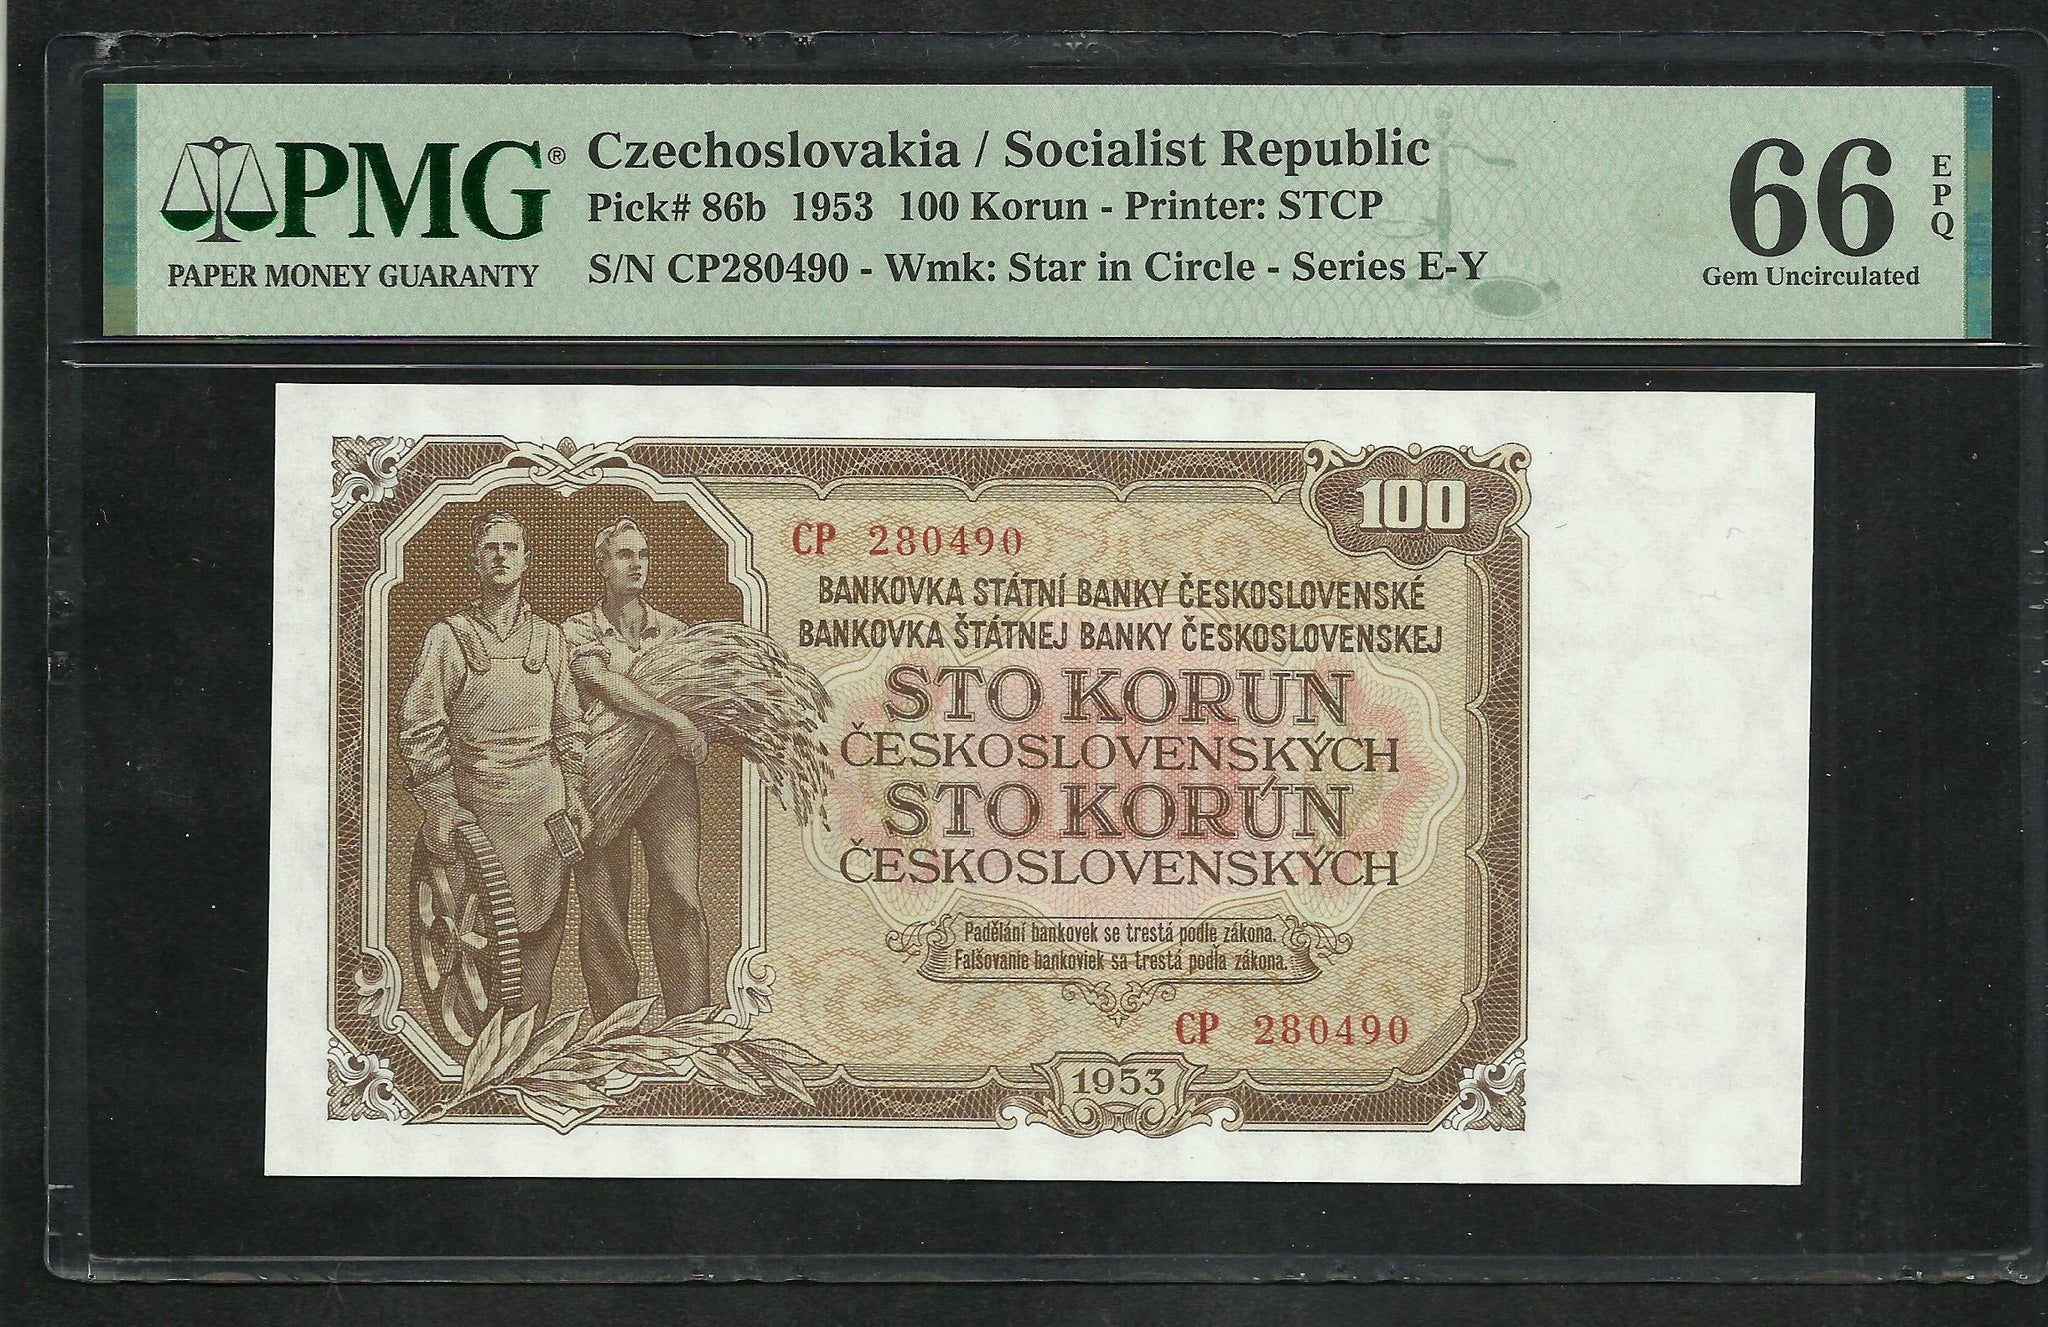 PMG®
PAPER MONEY GUARANTY
Czechoslovakia / Socialist Republic
Pick# 86b 1953 100 Korun - Printer: STCP
S/N CP280490 - Wmk: Star in Circle - Series E-Y
66
EPQ
Gem Uncirculated
100
CP 280490
BANKOVKA STÁTNÍ BANKY ČESKOSLOVENSKÉ
BANKOVKA ŠTÁTNEJ BANKY ČESKOSLOVENSKEJ
STO KORUN
ČESKOSLOVENSKÝCH
STO KORÚN
ČESKOSLOVENSKÝCH
Padělání bankovek se trestá podle zákona.
Falšovanie bankoviek sa trestá podľa zákona.
CP 280490
1953